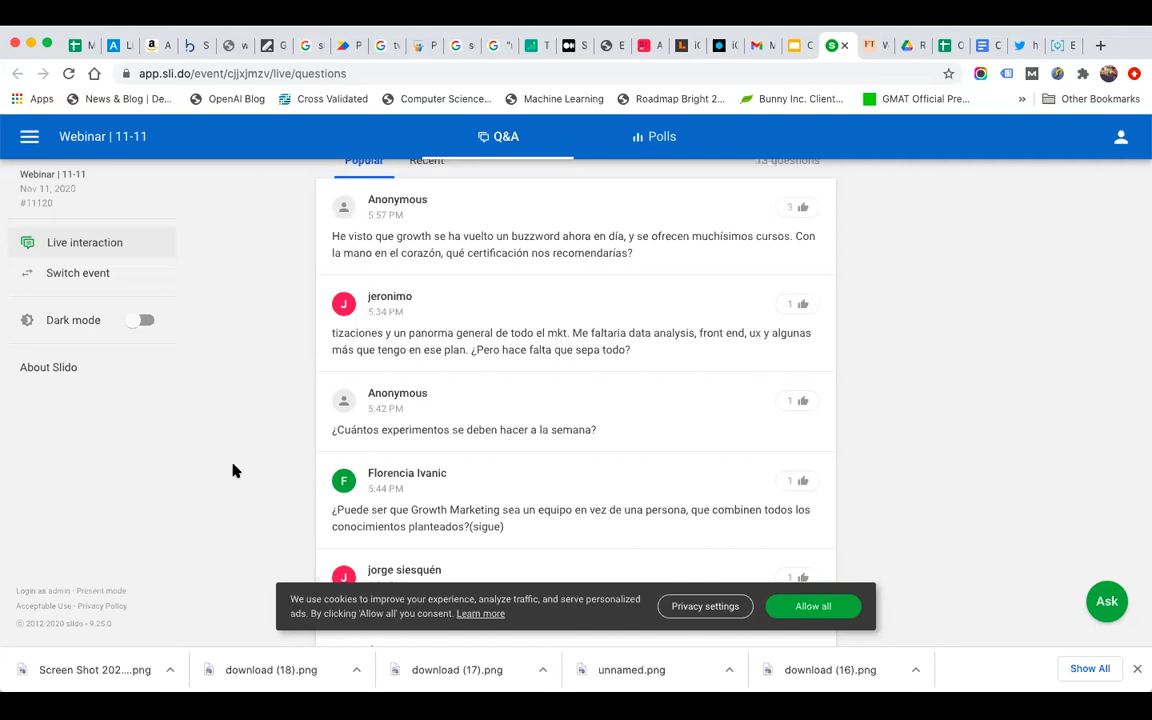 M
L
A
S
w
G
s
P
tv
P
s
"
T
S
E
A
iC
iC
M
C
W
R
C
C
h
E
app.sli.do/event/cjjxjmzv/live/questions
Apps
News & Blog | De...
OpenAI Blog
Cross Validated
Computer Science...
Machine Learning
Roadmap Bright 2...
Bunny Inc. Client...
GMAT Official Pre...
»
Other Bookmarks
Webinar | 11-11
Q&A
Polls
Webinar | 11-11
Nov 11, 2020
#11120
Live interaction
Switch event
Dark mode
About Slido
Popular
Recent
13 questions
Anonymous
5:57 PM
3
He visto que growth se ha vuelto un buzzword ahora en día, y se ofrecen muchísimos cursos. Con
la mano en el corazón, qué certificación nos recomendarías?
J
jeronimo
5:34 PM
1
tizaciones y un panorma general de todo el mkt. Me faltaria data analysis, front end, ux y algunas
más que tengo en ese plan. ¿Pero hace falta que sepa todo?
Anonymous
5:42 PM
1
¿Cuántos experimentos se deben hacer a la semana?
F
Florencia Ivanic
5:44 PM
1
¿Puede ser que Growth Marketing sea un equipo en vez de una persona, que combinen todos los
conocimientos planteados?(sigue)
J
jorge siesquén
1
We use cookies to improve your experience, analyze traffic, and serve personalized
ads. By clicking 'Allow all' you consent. Learn more
Privacy settings
Allow all
Ask
Login as admin · Present mode
Acceptable Use · Privacy Policy
© 2012-2020 slido · 9.25.0
Screen Shot 202....png
download (18).png
download (17).png
unnamed.png
download (16).png
Show All